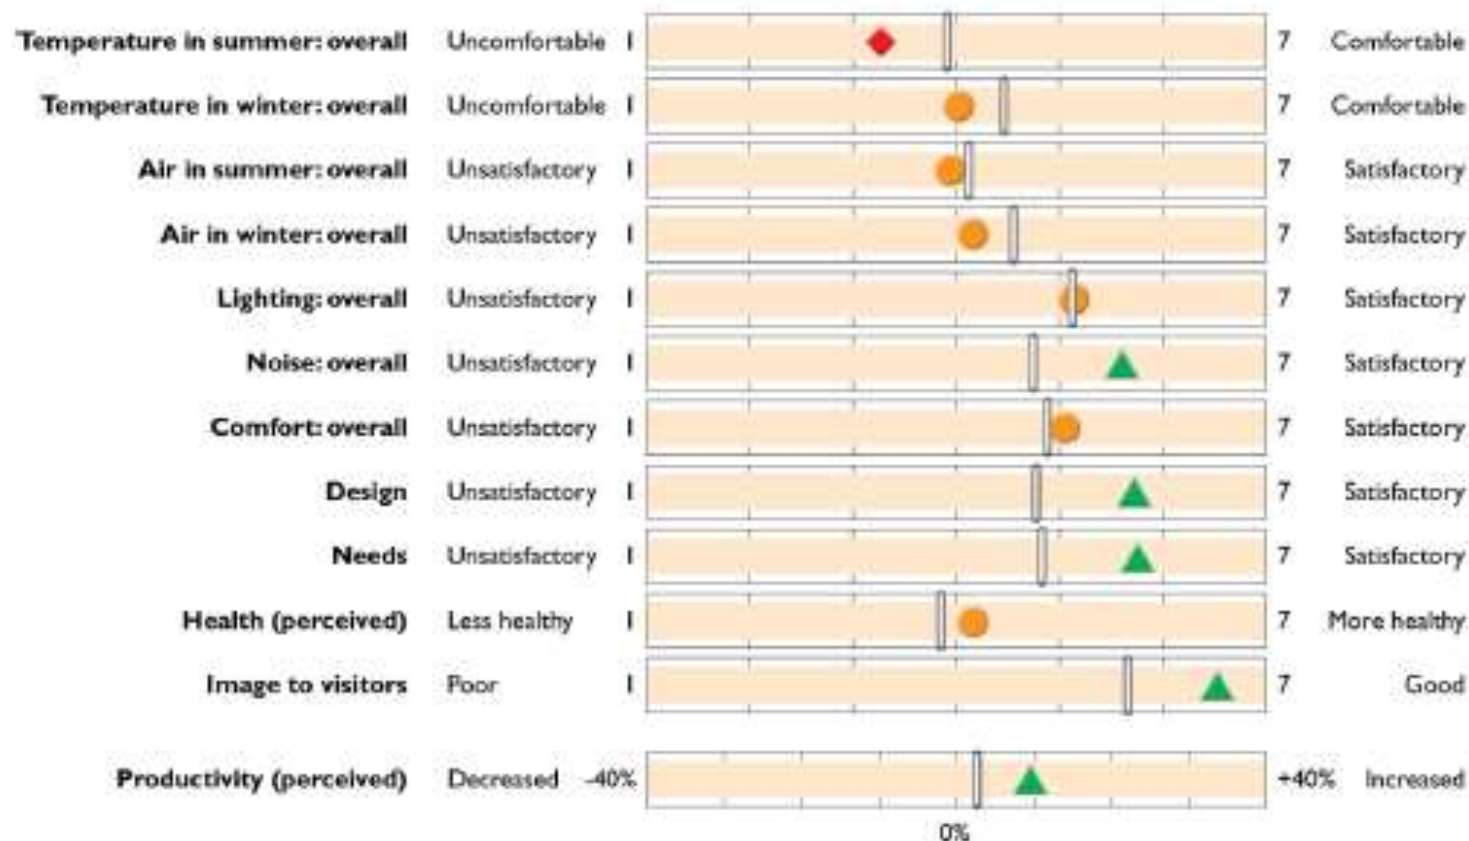 Temperature in summer: overall Uncomfortable 1 7 Comfortable
Temperature in winter: overall Uncomfortable 1 7 Comfortable
Air in summer: overall Unsatisfactory 1 7 Satisfactory
Air in winter: overall Unsatisfactory 1 7 Satisfactory
Lighting: overall Unsatisfactory 1 7 Satisfactory
Noise: overall Unsatisfactory 1 7 Satisfactory
Comfort: overall Unsatisfactory 1 7 Satisfactory
Design Unsatisfactory 1 7 Satisfactory
Needs Unsatisfactory 1 7 Satisfactory
Health (perceived) Less healthy 1 7 More healthy
Image to visitors Poor 1 7 Good
Productivity (perceived) Decreased -40% +40% Increased
0%